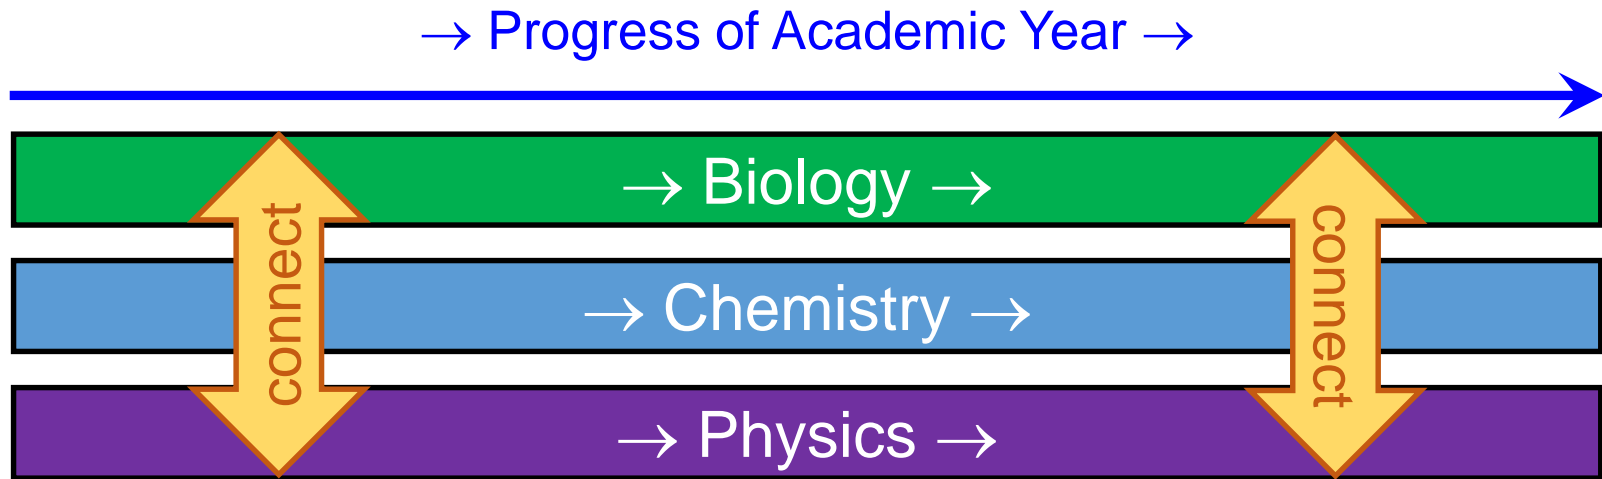 → Progress of Academic Year →
→ Biology →
connect
connect
→ Chemistry →
→ Physics →